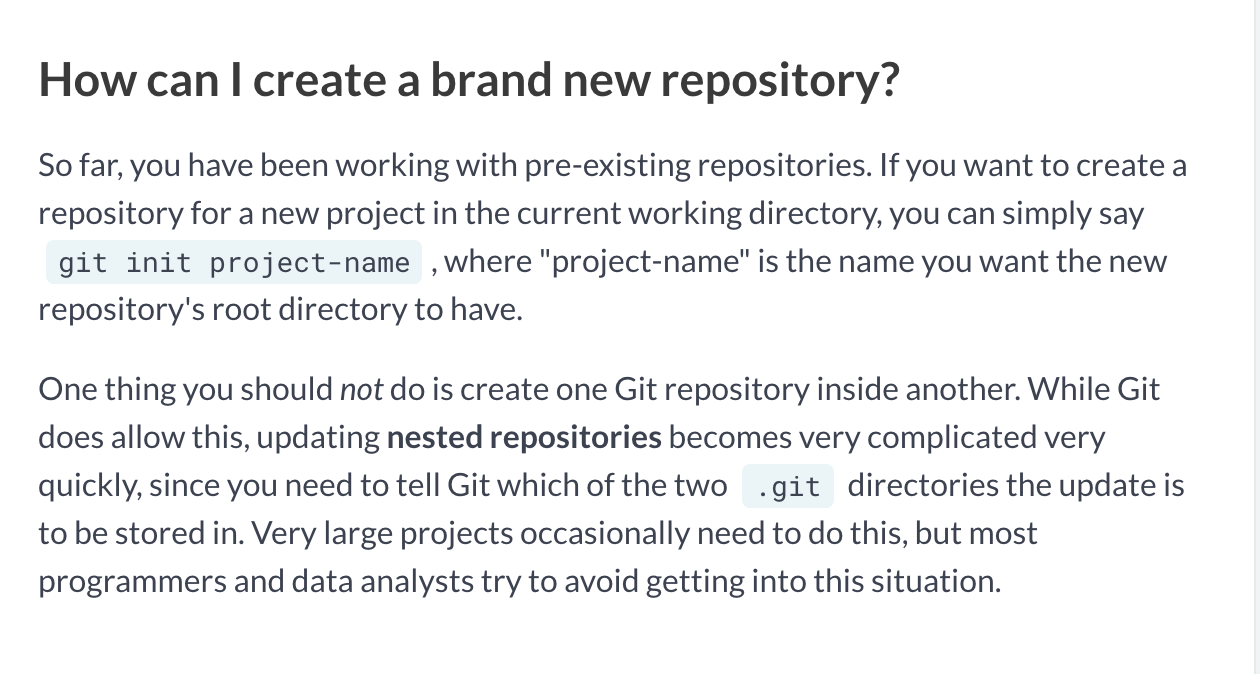 How can I create a brand new repository?
So far, you have been working with pre-existing repositories. If you want to create a
repository for a new project in the current working directory, you can simply say
git init project-name , where "project-name" is the name you want the new
repository's root directory to have.
One thing you should not do is create one Git repository inside another. While Git
does allow this, updating nested repositories becomes very complicated very
quickly, since you need to tell Git which of the two .git directories the update is
to be stored in. Very large projects occasionally need to do this, but most
programmers and data analysts try to avoid getting into this situation.